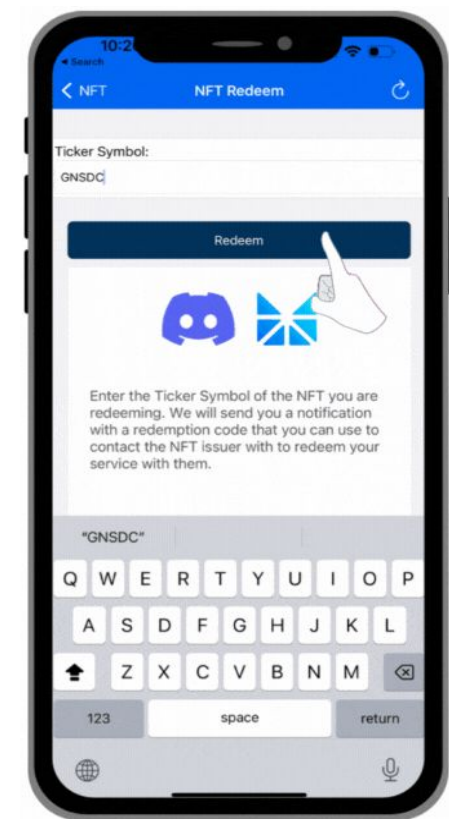 10:2
◀ Search
NFT
NFT Redeem
Ticker Symbol:
GNSDC
Redeem
Enter the Ticker Symbol of the NFT you are
redeeming. We will send you a notification
with a redemption code that you can use to
contact the NFT issuer with to redeem your
service with them.
"GNSDC"
Q W E R T Y U I O P
A S D F G H J K L
Z X C V B N M
123 space return